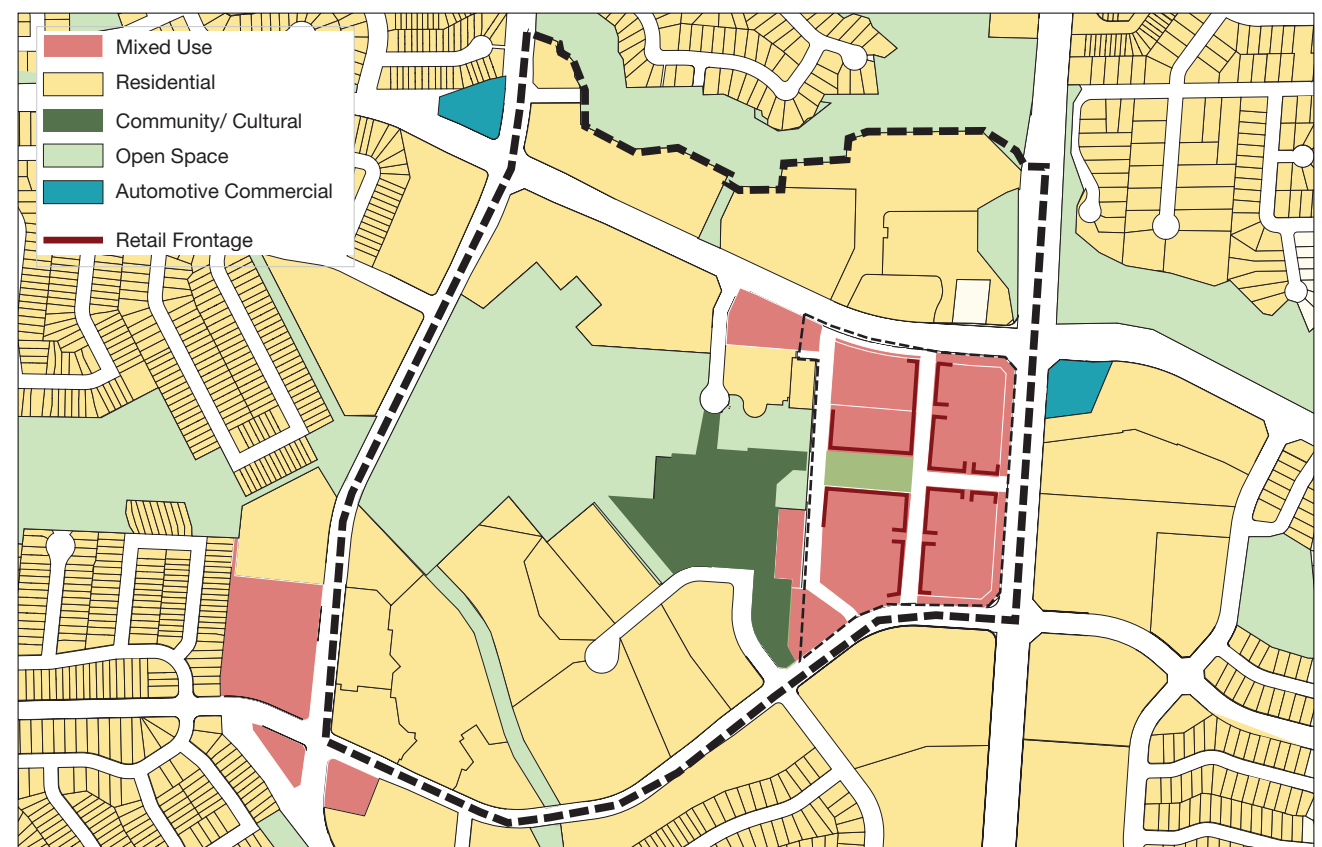 Mixed Use
Residential
Community/ Cultural
Open Space
Automotive Commercial
Retail Frontage